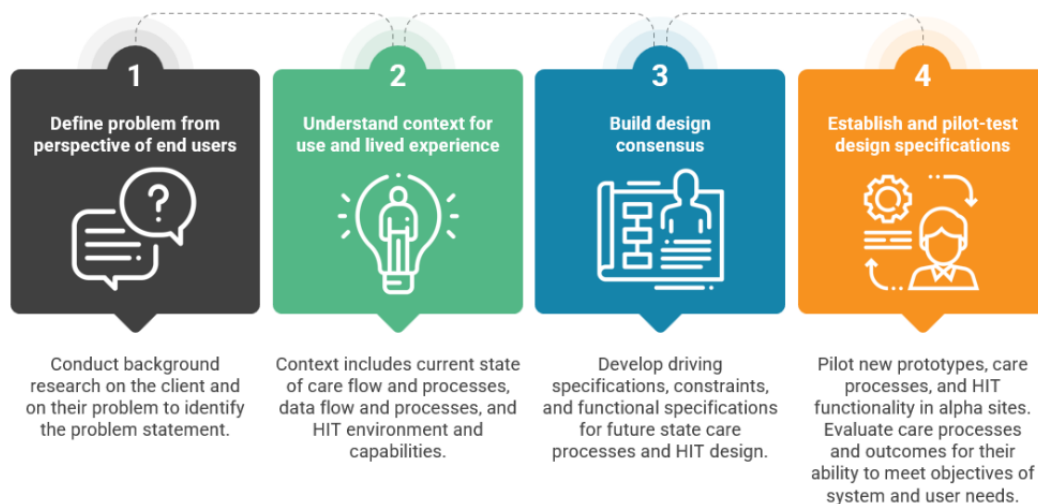 1
Define problem from
perspective of end users
?
Conduct background
research on the client and
on their problem to identify
the problem statement.
2
Understand context for
use and lived experience
Context includes current state
of care flow and processes,
data flow and processes, and
HIT environment and
capabilities.
3
Build design
consensus
Develop driving
specifications, constraints,
and functional specifications
for future state care
processes and HIT design.
4
Establish and pilot-test
design specifications
Pilot new prototypes, care
processes, and HIT
functionality in alpha sites.
Evaluate care processes
and outcomes for their
ability to meet objectives of
system and user needs.